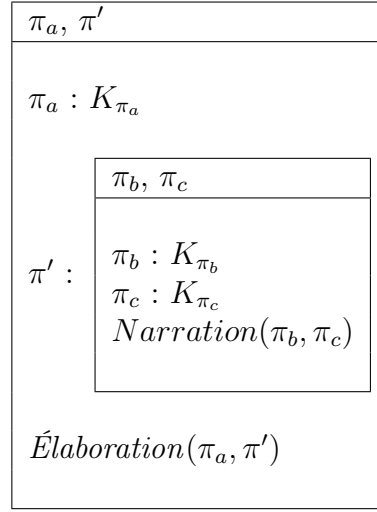 π_a, π'
π_a : K_{π_a}
π_b, π_c
π' :
π_b : K_{π_b}
π_c : K_{π_c}
Narration(π_b, π_c)
Élaboration(π_a, π')